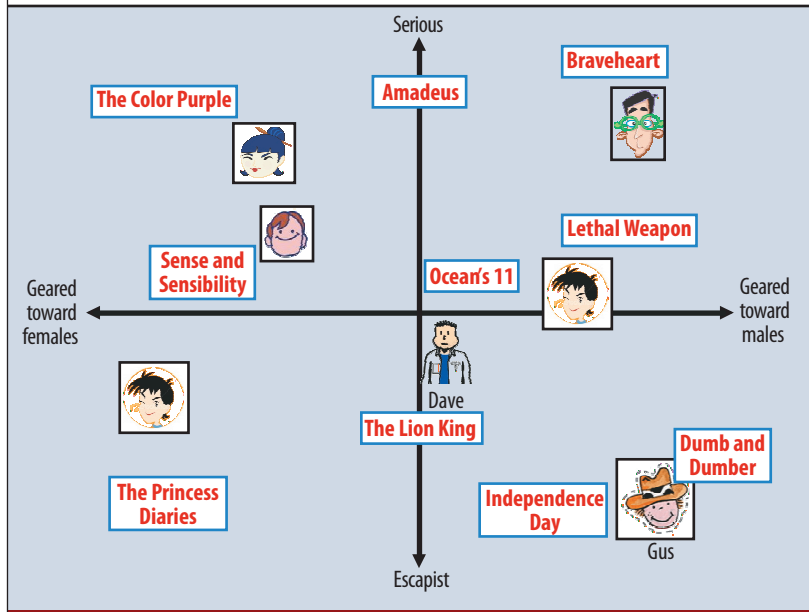 Serious
Braveheart
The Color Purple
Amadeus
Lethal Weapon
Sense and
Sensibility
Ocean's 11
Geared
toward
females
Geared
toward
males
Dave
The Lion King
Dumb and
Dumber
The Princess
Diaries
Independence
Day
Gus
Escapist